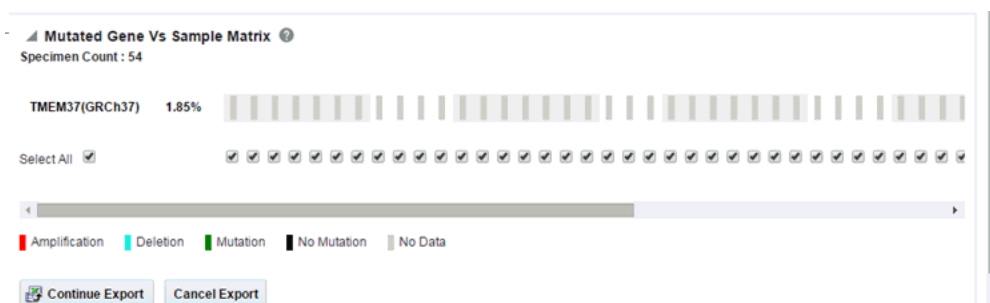 Mutated Gene Vs Sample Matrix ?
Specimen Count : 54
TMEM37(GRCh37) 1.85%
Select All
Amplification Deletion Mutation No Mutation No Data
Continue Export Cancel Export